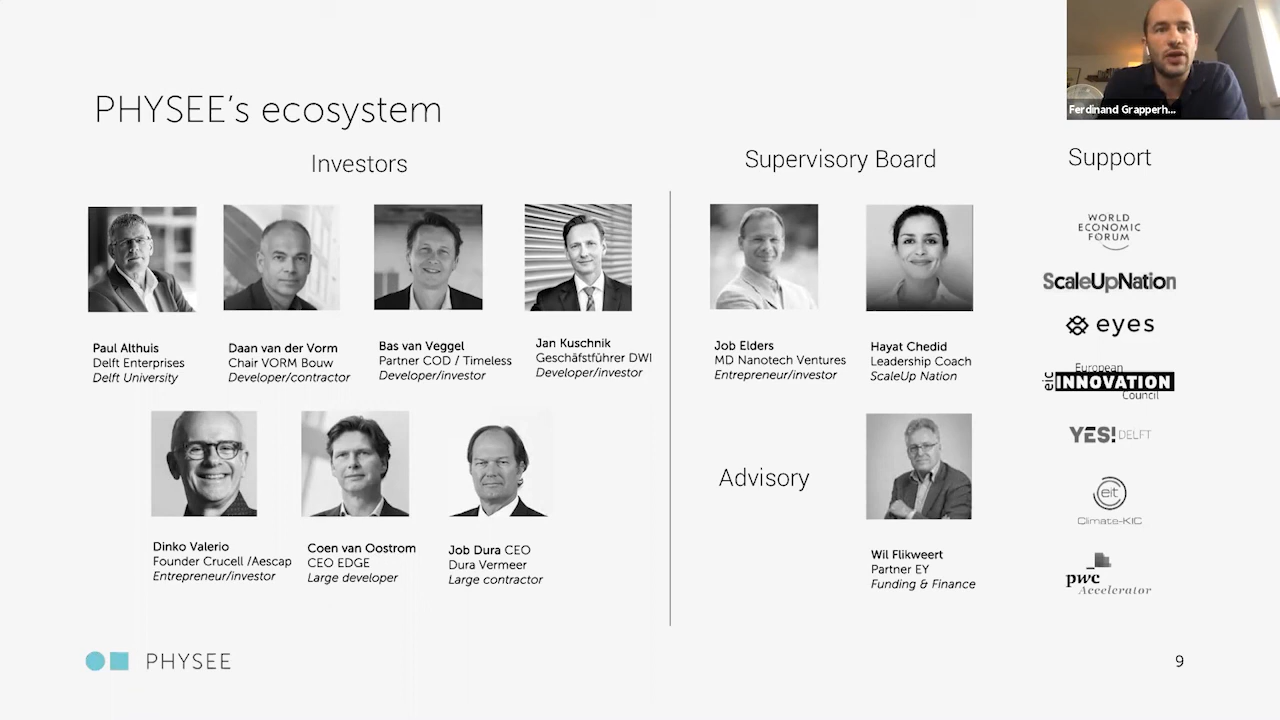 Ferdinand Grapperh...
PHYSEE's ecosystem
Investors
Supervisory Board
Support
Paul Althuis
Delft Enterprises
Delft University
Daan van der Vorm
Chair VORM Bouw
Developer/contractor
Bas van Veggel
Partner COD / Timeless
Developer/investor
Jan Kuschnik
Geschäfstführer DWI
Developer/investor
Job Elders
MD Nanotech Ventures
Entrepreneur/investor
Hayat Chedid
Leadership Coach
ScaleUp Nation
Dinko Valerio
Founder Crucell /Aescap
Entrepreneur/investor
Coen van Oostrom
CEO EDGE
Large developer
Job Dura CEO
Dura Vermeer
Large contractor
Advisory
Wil Flikweert
Partner EY
Funding & Finance
WORLD
ECONOMIC
FORUM
ScaleUpNation
eyes
eic
European
INNOVATION
Council
YES!DELFT
eit
Climate-KIC
pwc
Accelerator
PHYSEE
9